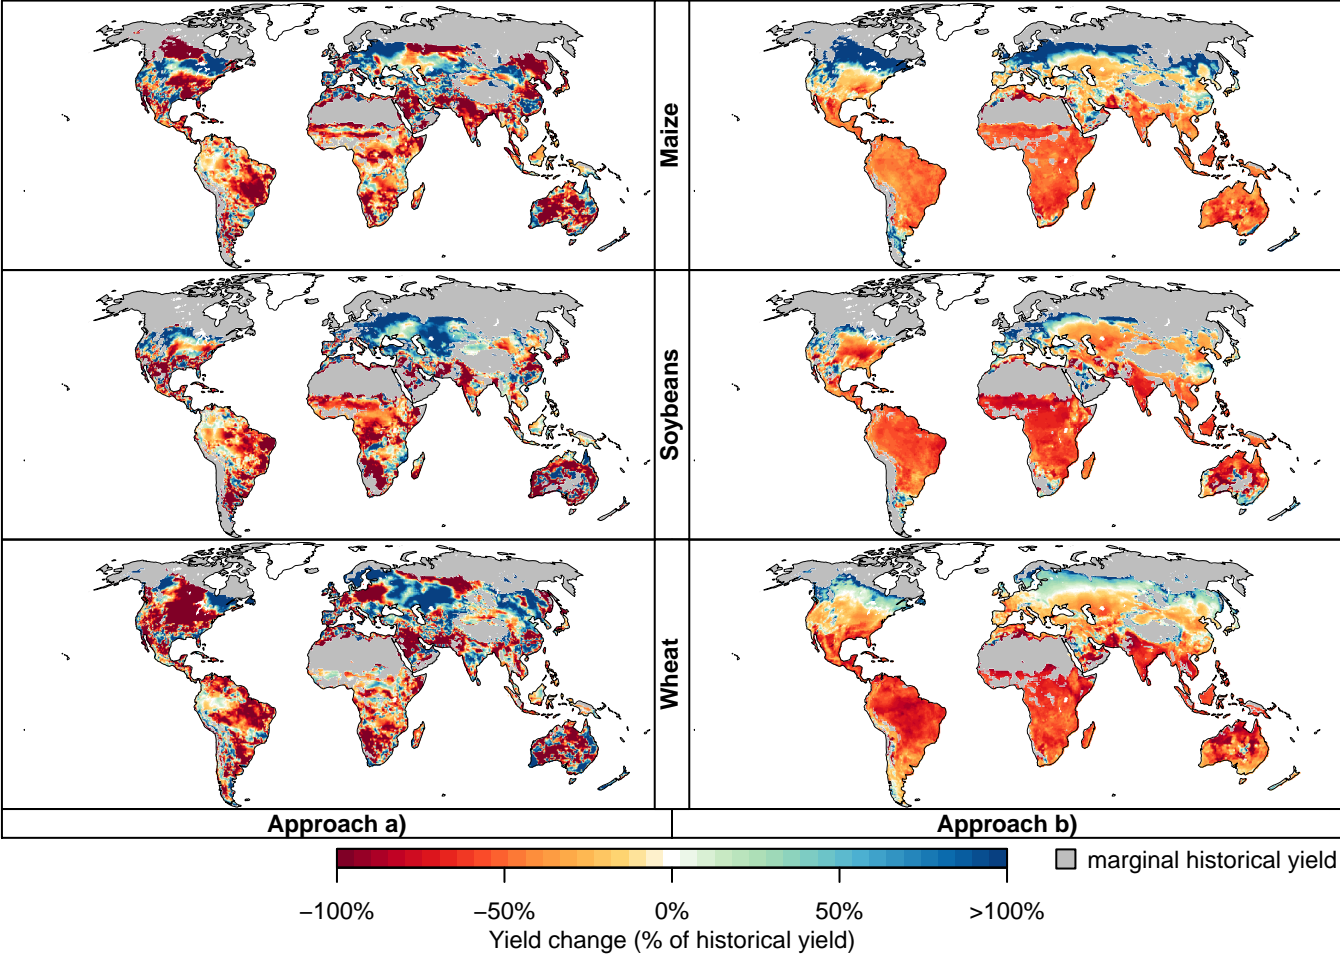 Maize
Soybeans
Wheat
Approach a)
Approach b)
marginal historical yield
−100%
−50%
0%
50%
>100%
Yield change (% of historical yield)